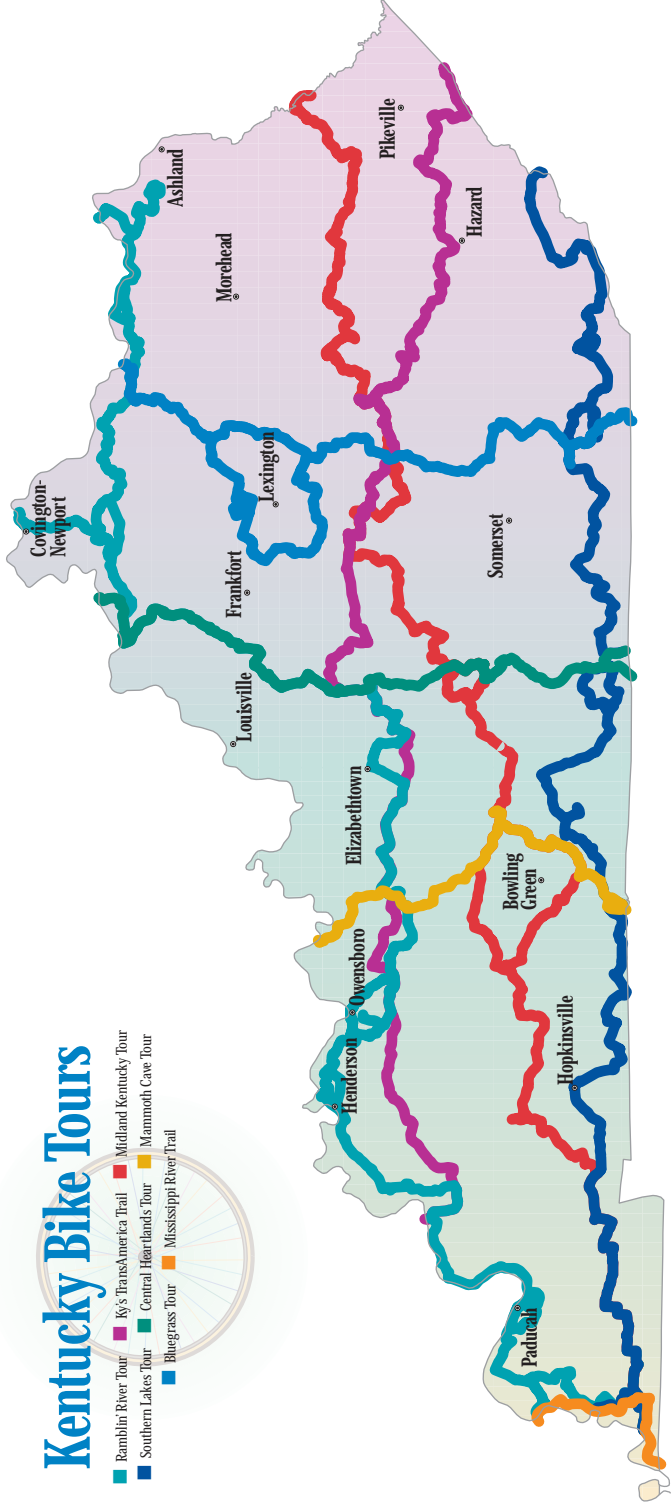 Kentucky Bike Tours
Ramblin' River Tour
Ky's TransAmerica Trail
Midland Kentucky Tour
Southern Lakes Tour
Central Heartlands Tour
Mammoth Cave Tour
Bluegrass Tour
Mississippi River Trail
Covington-
Newport
Ashland
Morehead
Pikeville
Hazard
Lexington
Frankfort
Somerset
Louisville
Elizabethtown
Bowling
Green
Owensboro
Henderson
Hopkinsville
Paducah